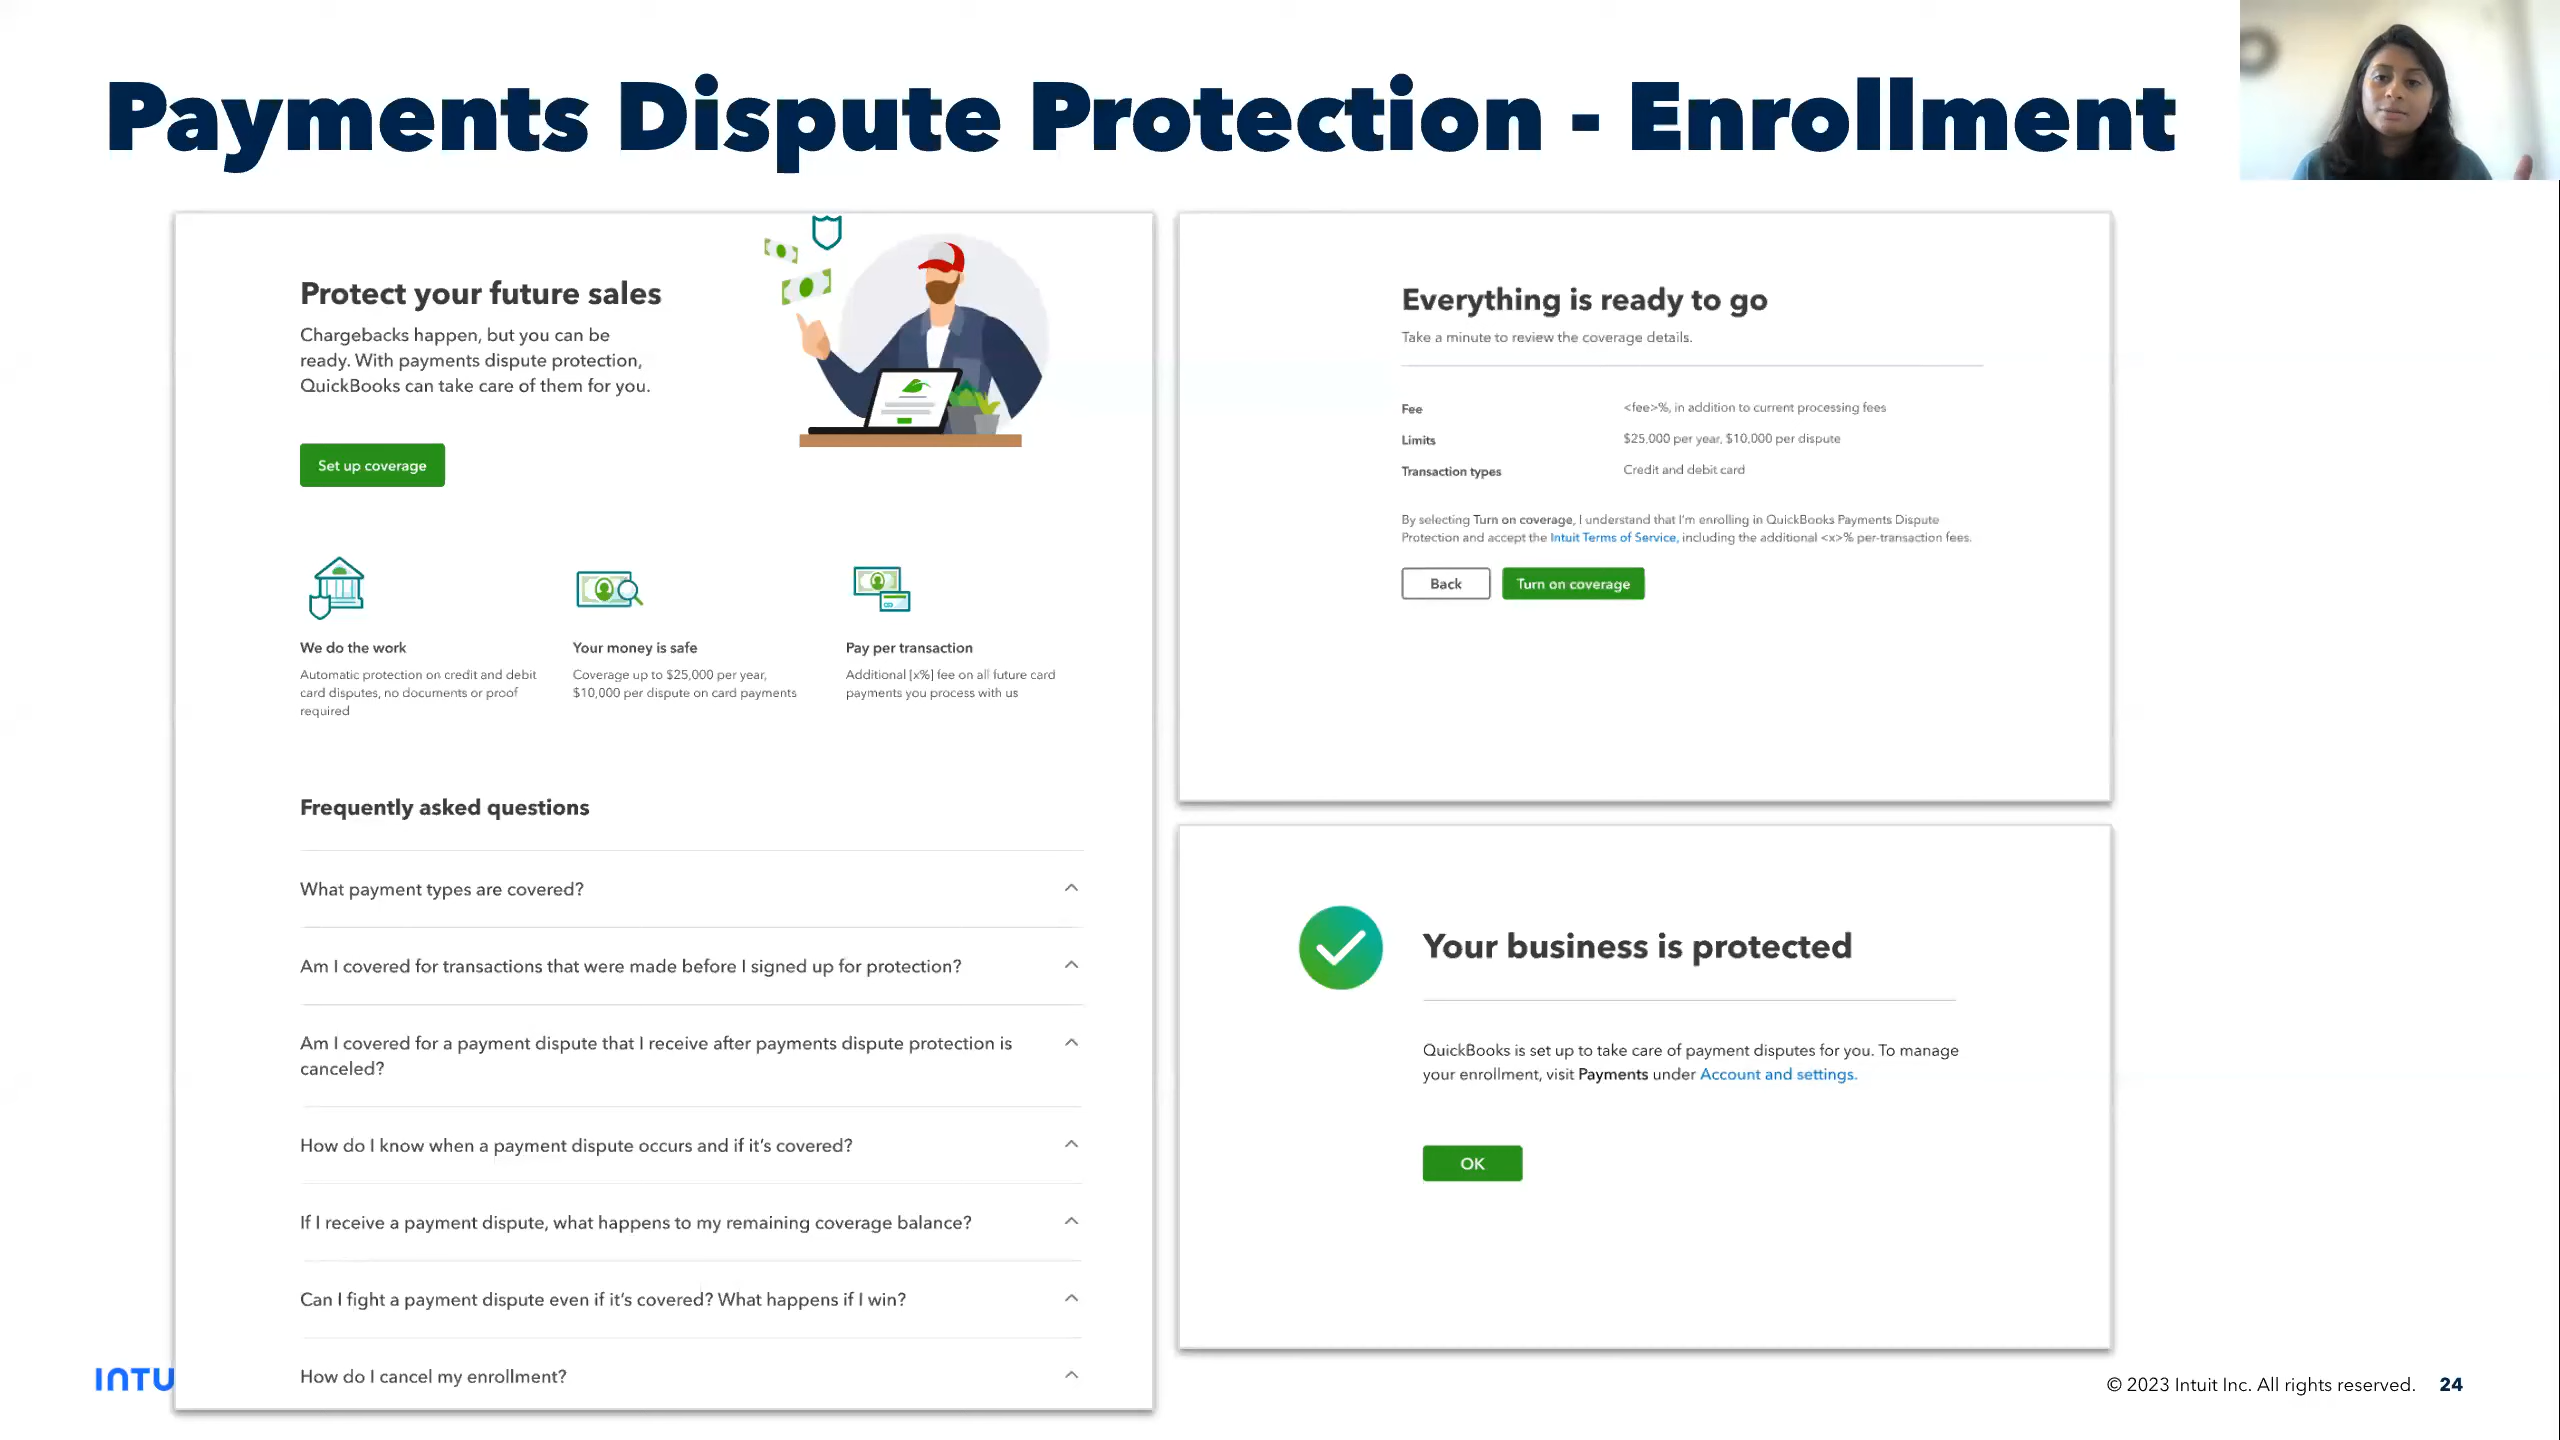 Payments Dispute Protection - Enrollment
Protect your future sales
Chargebacks happen, but you can be
ready. With payments dispute protection,
QuickBooks can take care of them for you.
Set up coverage
We do the work
Automatic protection on credit and debit
card disputes, no documents or proof
required
Your money is safe
Coverage up to $25,000 per year,
$10,000 per dispute on card payments
Pay per transaction
Additional [x%] fee on all future card
payments you process with us
Frequently asked questions
What payment types are covered?
Am I covered for transactions that were made before I signed up for protection?
Am I covered for a payment dispute that I receive after payments dispute protection is
canceled?
How do I know when a payment dispute occurs and if it's covered?
If I receive a payment dispute, what happens to my remaining coverage balance?
Can I fight a payment dispute even if it's covered? What happens if I win?
How do I cancel my enrollment?
Everything is ready to go
Take a minute to review the coverage details.
Fee <fee>%, in addition to current processing fees
Limits $25,000 per year, $10,000 per dispute
Transaction types Credit and debit card
By selecting Turn on coverage, I understand that I'm enrolling in QuickBooks Payments Dispute
Protection and accept the Intuit Terms of Service, including the additional <x>% per-transaction fees.
Back Turn on coverage
Your business is protected
QuickBooks is set up to take care of payment disputes for you. To manage
your enrollment, visit Payments under Account and settings.
OK
INTU
© 2023 Intuit Inc. All rights reserved. 24